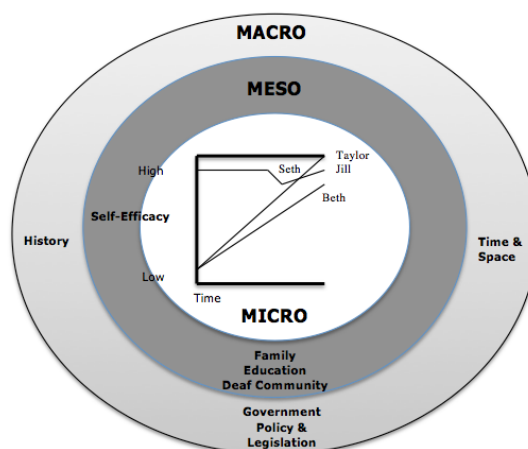 MACRO
MESO
Taylor
High
Seth
Jill
Beth
Self-Efficacy
History
Time &
Space
Low
Time
MICRO
Family
Education
Deaf Community
Government
Policy &
Legislation